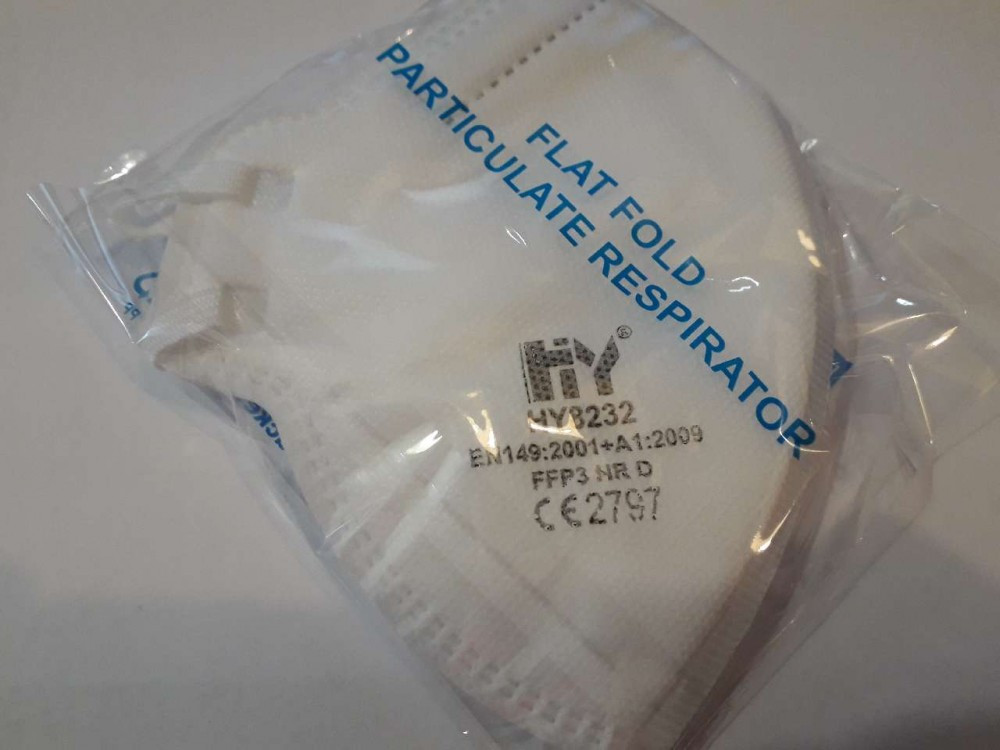 FLAT FOLD
PARTICULATE RESPIRATOR
HY
HY8232
EN149:2001+A1:2009
FFP3 NR D
CE2797